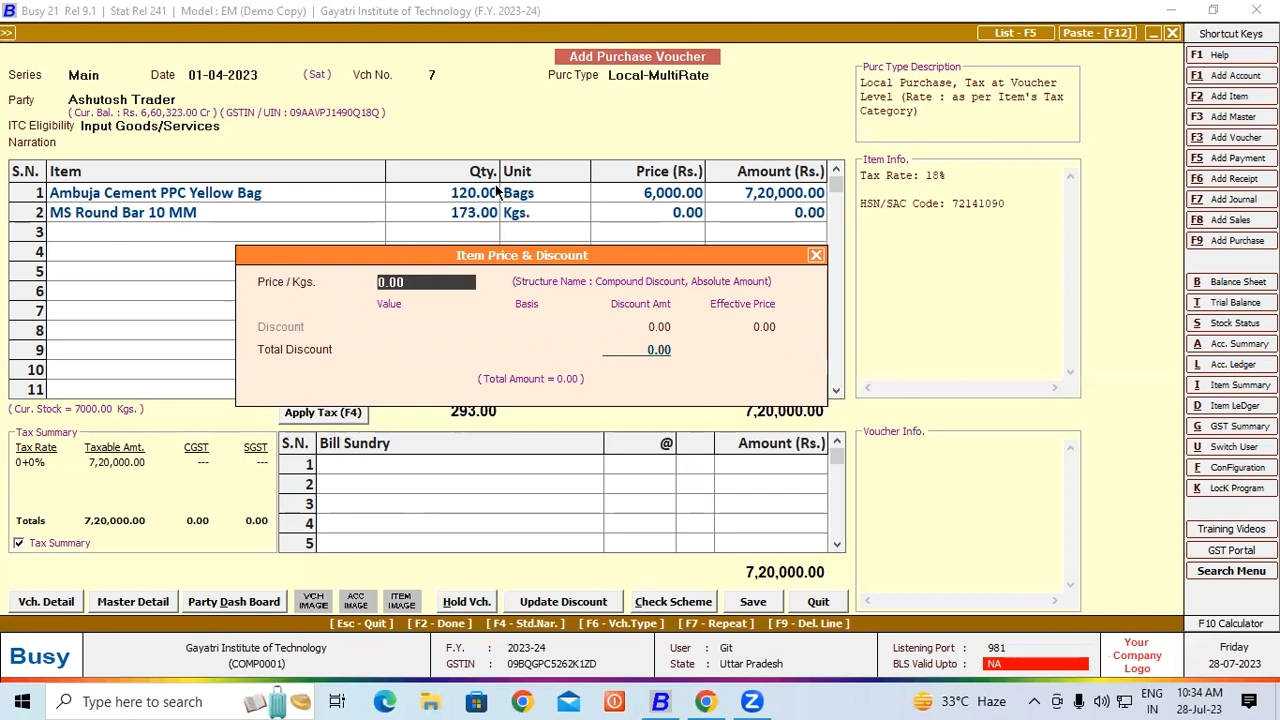 Busy 21 Rel 9.1 | Stat Rel 241 | Model : EM (Demo Copy) | Gayatri Institute of Technology (F.Y. 2023-24)
>> List - F5 Paste - [F12]
Add Purchase Voucher
Series Main Date 01-04-2023 (Sat) Vch No. 7 Purc Type Local-MultiRate
Party Ashutosh Trader
( Cur. Bal. : Rs. 6,60,323.00 Cr ) ( GSTIN / UIN : 09AAVPJ1490Q18Q )
ITC Eligibility Input Goods/Services
Narration
Purc Type Description
Local Purchase, Tax at Voucher
Level (Rate : as per Item's Tax
Category)
S.N. Item Qty. Unit Price (Rs.) Amount (Rs.)
1 Ambuja Cement PPC Yellow Bag 120.00 Bags 6,000.00 7,20,000.00
2 MS Round Bar 10 MM 173.00 Kgs. 0.00 0.00
3
4
5
6
7
8
9
10
11
Item Info.
Tax Rate: 18%
HSN/SAC Code: 72141090
Item Price & Discount
Price / Kgs. 0.00 (Structure Name : Compound Discount, Absolute Amount)
Value Basis Discount Amt Effective Price
Discount 0.00 0.00
Total Discount 0.00
( Total Amount = 0.00 )
(Cur. Stock = 7000.00 Kgs. ) Apply Tax (F4) 293.00 7,20,000.00
Tax Summary
Tax Rate Taxable Amt. CGST SGST
0+0% 7,20,000.00 --- ---
Totals 7,20,000.00 0.00 0.00
Tax Summary
S.N. Bill Sundry @ Amount (Rs.)
1
2
3
4
5
7,20,000.00
Voucher Info.
Vch. Detail Master Detail Party Dash Board VCH IMAGE ACC IMAGE ITEM IMAGE Hold Vch. Update Discount Check Scheme Save Quit
[ Esc - Quit ] [ F2 - Done ] [ F4 - Std.Nar. ] [ F6 - Vch.Type ] [ F7 - Repeat ] [ F9 - Del. Line ]
Shortcut Keys
F1 Help
F1 Add Account
F2 Add Item
F3 Add Master
F3 Add Voucher
F5 Add Payment
F6 Add Receipt
F7 Add Journal
F8 Add Sales
F9 Add Purchase
B Balance Sheet
T Trial Balance
S Stock Status
A Acc. Summary
L Acc. Ledger
I Item Summary
D Item LeDger
G GST Summary
U Switch User
F ConFiguration
K LocK Program
Training Videos
GST Portal
Search Menu
F10 Calculator
Busy
Gayatri Institute of Technology
(COMP0001)
F.Y. : 2023-24
GSTIN : 09BQGPC5262K1ZD
User : Git
State : Uttar Pradesh
Listening Port : 981
BLS Valid Upto : NA
Your
Company
Logo
Friday
28-07-2023
Type here to search
33°C Haze
ENG
IN
10:34 AM
28-Jul-23